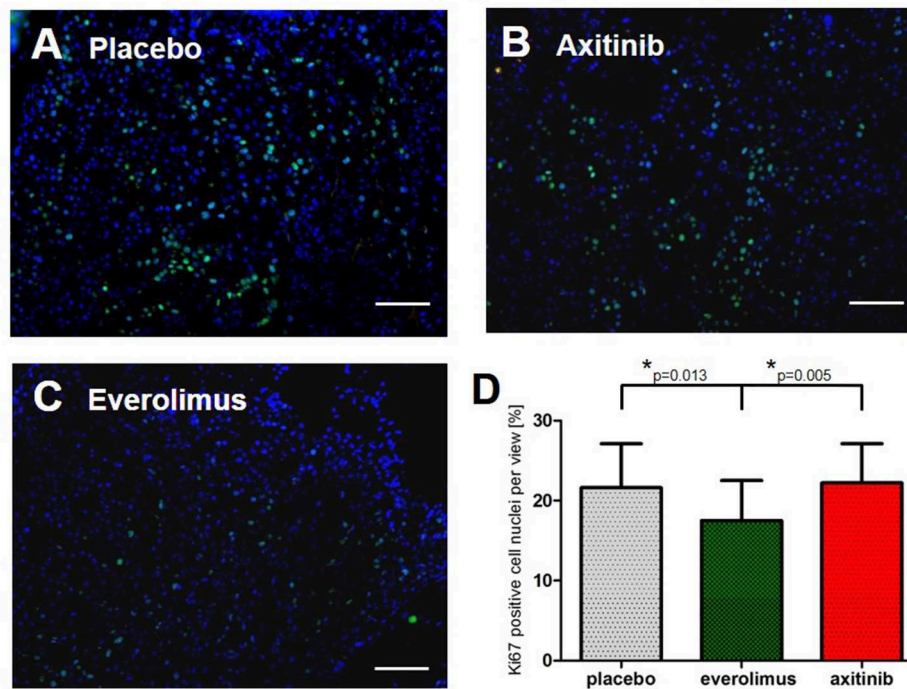 A Placebo
B Axitinib
C Everolimus
D
* p=0.013
* p=0.005
Ki67 positive cell nuclei per view [%]
30
20
10
0
placebo
everolimus
axitinib